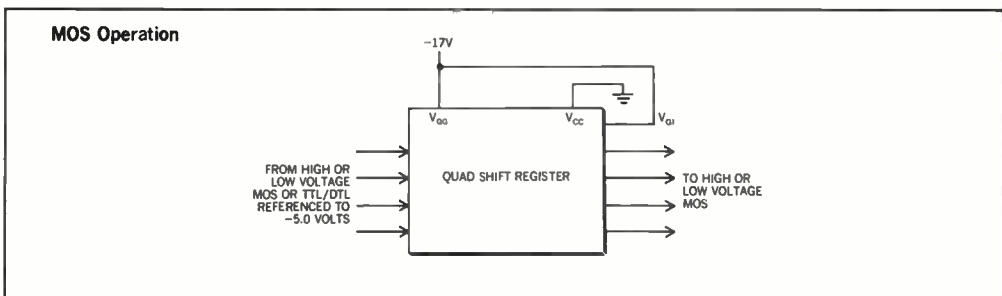 MOS Operation
-17V
V_GG
V_CC
V_GI
FROM HIGH OR
LOW VOLTAGE
MOS OR TTL/DTL
REFERENCED TO
-5.0 VOLTS
QUAD SHIFT REGISTER
TO HIGH OR
LOW VOLTAGE
MOS